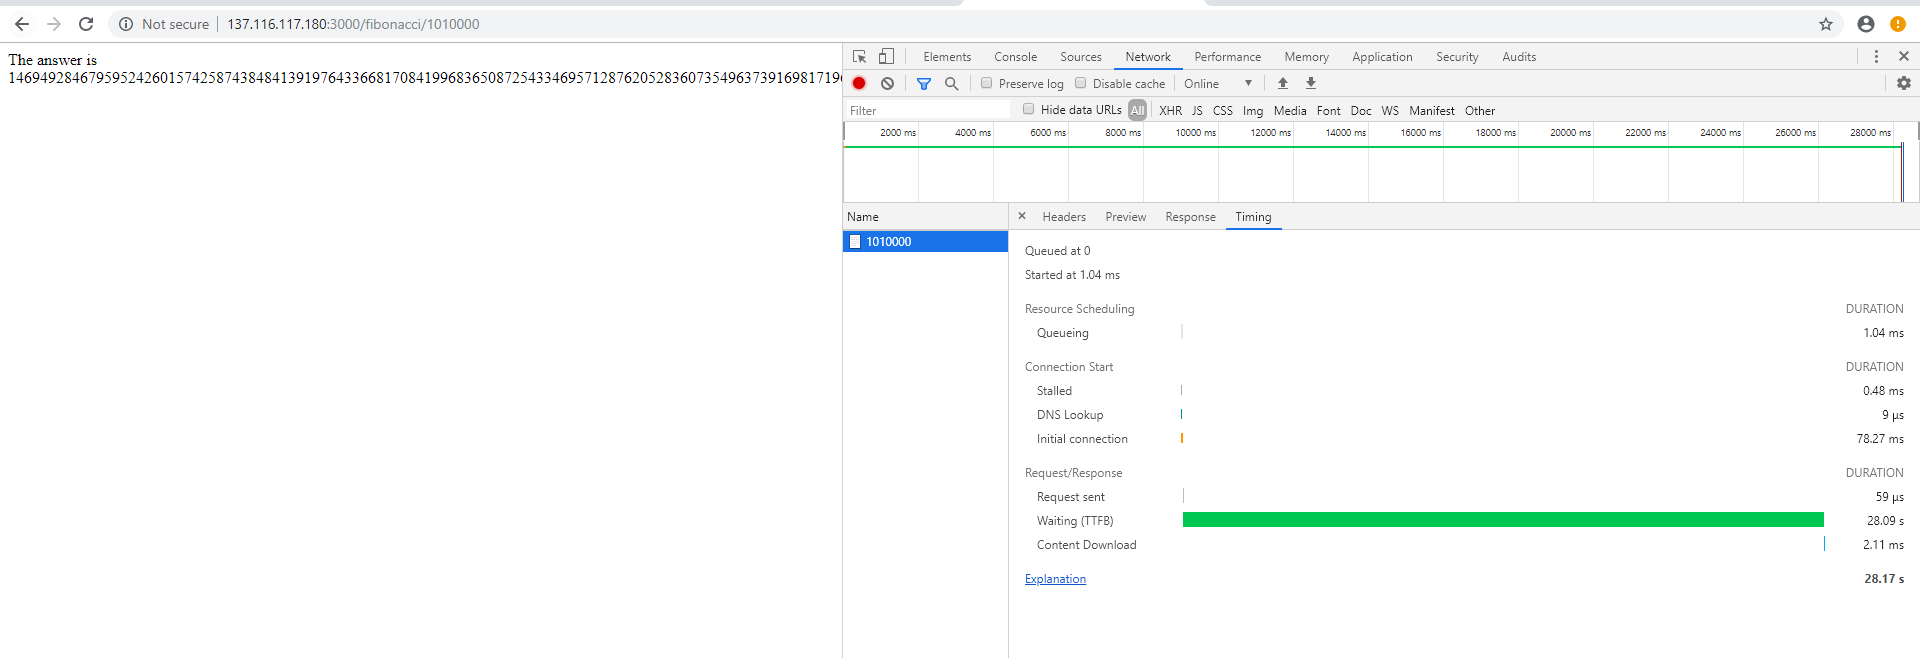 Not secure 137.116.117.180:3000/fibonacci/1010000
The answer is
Elements Console Sources Network Performance Memory Application Security Audits
Preserve log Disable cache Online
Filter Hide data URLs All XHR JS CSS Img Media Font Doc WS Manifest Other
2000 ms 4000 ms 6000 ms 8000 ms 10000 ms 12000 ms 14000 ms 16000 ms 18000 ms 20000 ms 22000 ms 24000 ms 26000 ms 28000 ms
Name Headers Preview Response Timing
1010000
Queued at 0
Started at 1.04 ms
Resource Scheduling DURATION
Queueing 1.04 ms
Connection Start DURATION
Stalled 0.48 ms
DNS Lookup 9 μs
Initial connection 78.27 ms
Request/Response DURATION
Request sent 59 μs
Waiting (TTFB) 28.09 s
Content Download 2.11 ms
Explanation 28.17 s